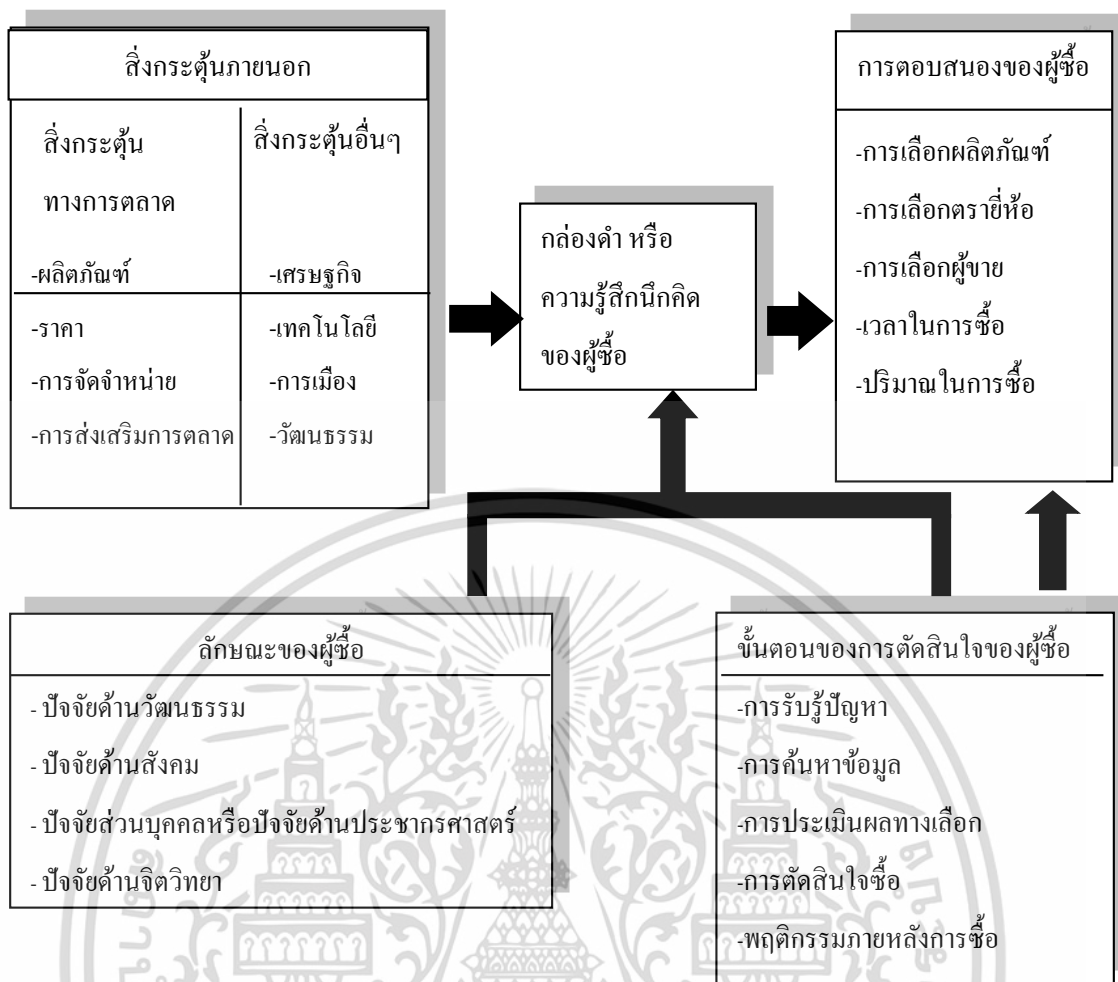 สิ่งกระตุ้นภายนอก
สิ่งกระตุ้น
ทางการตลาด
-ผลิตภัณฑ์
-ราคา
-การจัดจำหน่าย
-การส่งเสริมการตลาด
สิ่งกระตุ้นอื่นๆ
-เศรษฐกิจ
-เทคโนโลยี
-การเมือง
-วัฒนธรรม
กล่องดำ หรือ
ความรู้สึกนึกคิด
ของผู้ซื้อ
การตอบสนองของผู้ซื้อ
-การเลือกผลิตภัณฑ์
-การเลือกตรายี่ห้อ
-การเลือกผู้ขาย
-เวลาในการซื้อ
-ปริมาณในการซื้อ
ลักษณะของผู้ซื้อ
- ปัจจัยด้านวัฒนธรรม
- ปัจจัยด้านสังคม
- ปัจจัยส่วนบุคคลหรือปัจจัยด้านประชากรศาสตร์
- ปัจจัยด้านจิตวิทยา
ขั้นตอนของการตัดสินใจของผู้ซื้อ
-การรับรู้ปัญหา
-การค้นหาข้อมูล
-การประเมินผลทางเลือก
-การตัดสินใจซื้อ
-พฤติกรรมภายหลังการซื้อ